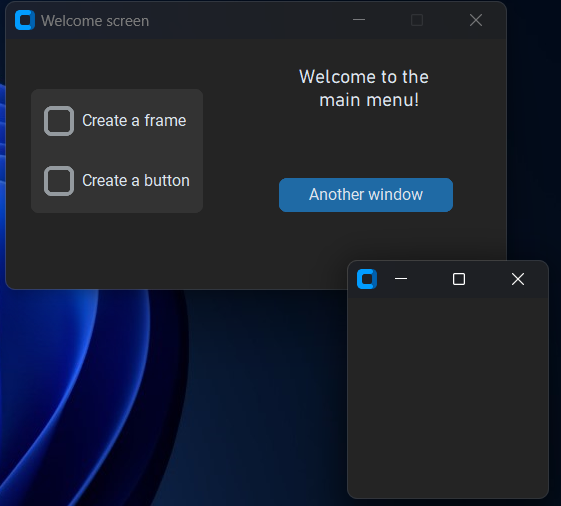 Welcome screen
Welcome to the
main menu!
Create a frame
Create a button
Another window